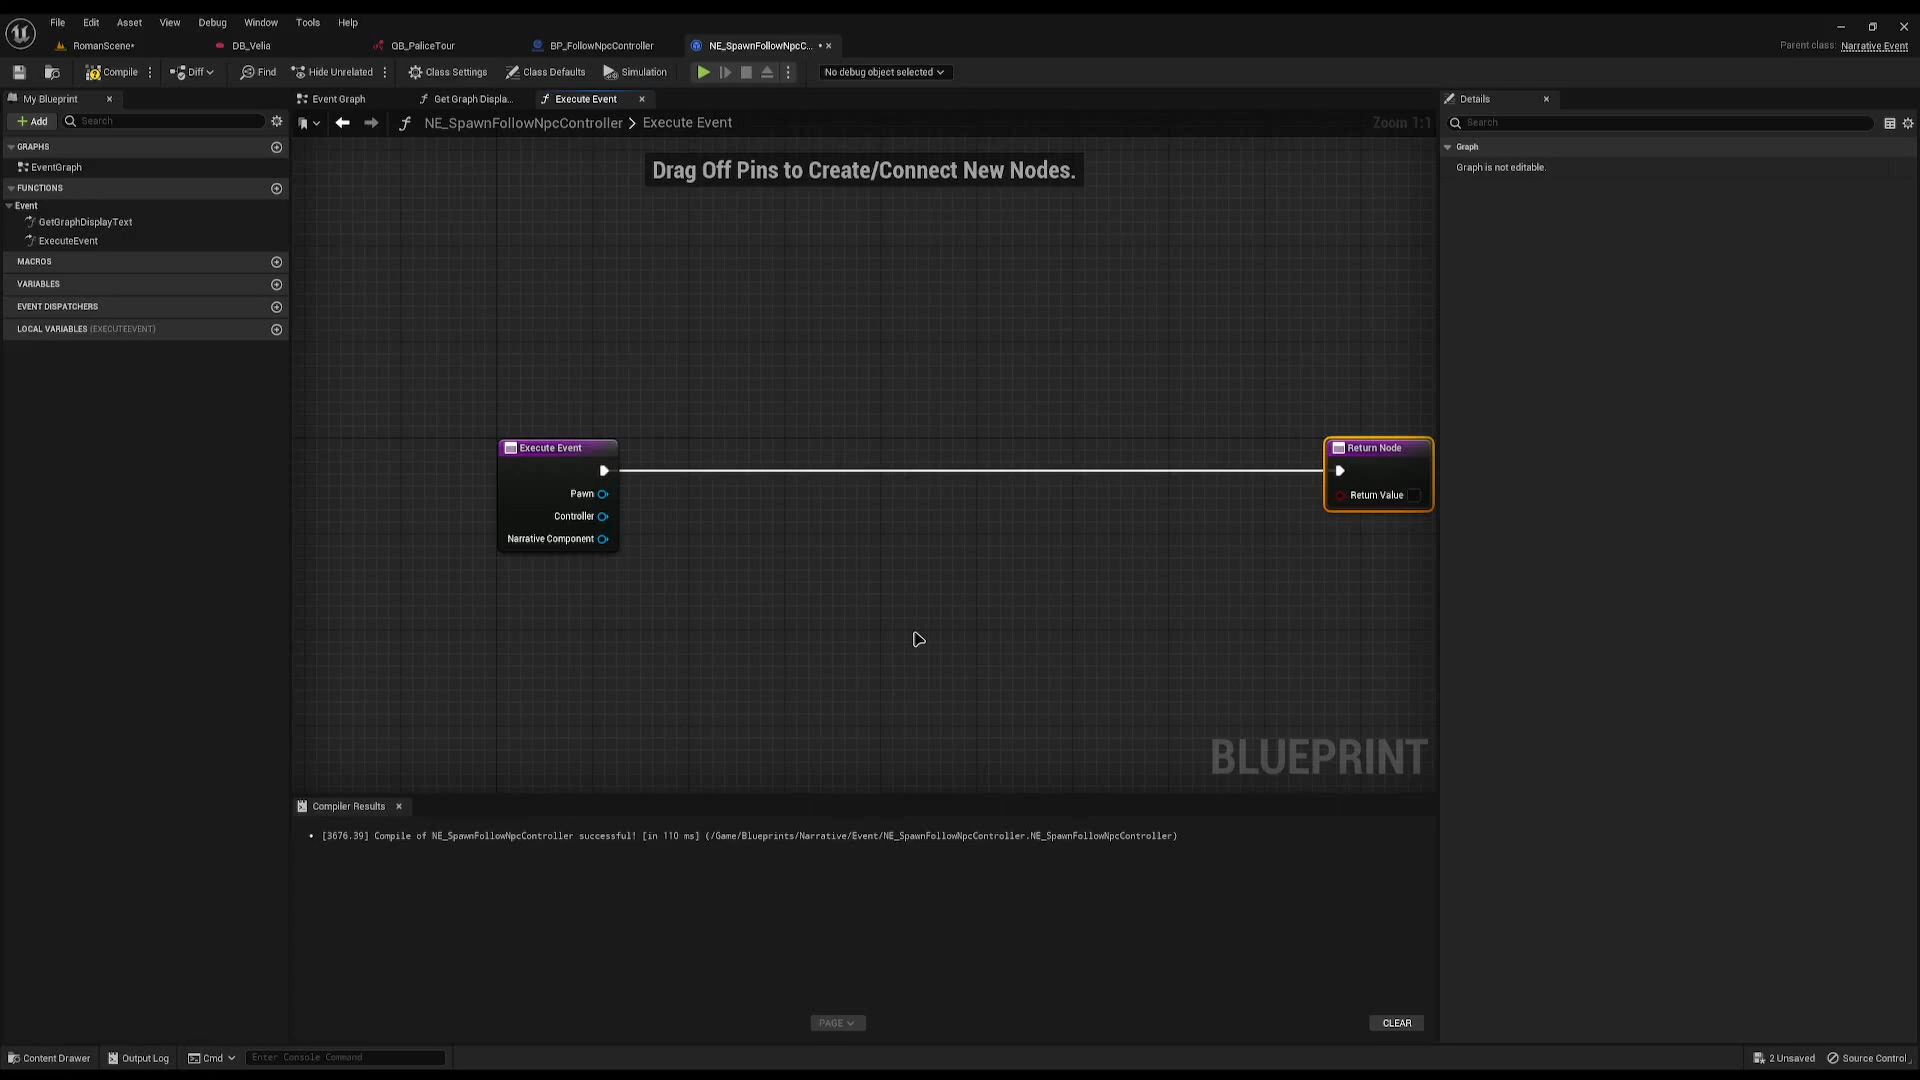 File Edit Asset View Debug Window Tools Help
RomanScene* DB_Velia QB_PaliceTour BP_FollowNpcController NE_SpawnFollowNpcC...
Parent class: Narrative Event
Compile Diff Find Hide Unrelated Class Settings Class Defaults Simulation No debug object selected
My Blueprint
Event Graph Get Graph Displa... Execute Event
Details
Add Search
NE_SpawnFollowNpcController > Execute Event
Zoom 1:1
Search
GRAPHS
EventGraph
FUNCTIONS
Event
GetGraphDisplayText
ExecuteEvent
MACROS
VARIABLES
EVENT DISPATCHERS
LOCAL VARIABLES (EXECUTEEVENT)
Drag Off Pins to Create/Connect New Nodes.
Graph
Graph is not editable.
Execute Event
Pawn
Controller
Narrative Component
Return Node
Return Value
BLUEPRINT
Compiler Results
• [3676.39] Compile of NE_SpawnFollowNpcController successful! [in 110 ms] (/Game/Blueprints/Narrative/Event/NE_SpawnFollowNpcController.NE_SpawnFollowNpcController)
PAGE
CLEAR
Content Drawer Output Log Cmd Enter Console Command
2 Unsaved Source Control